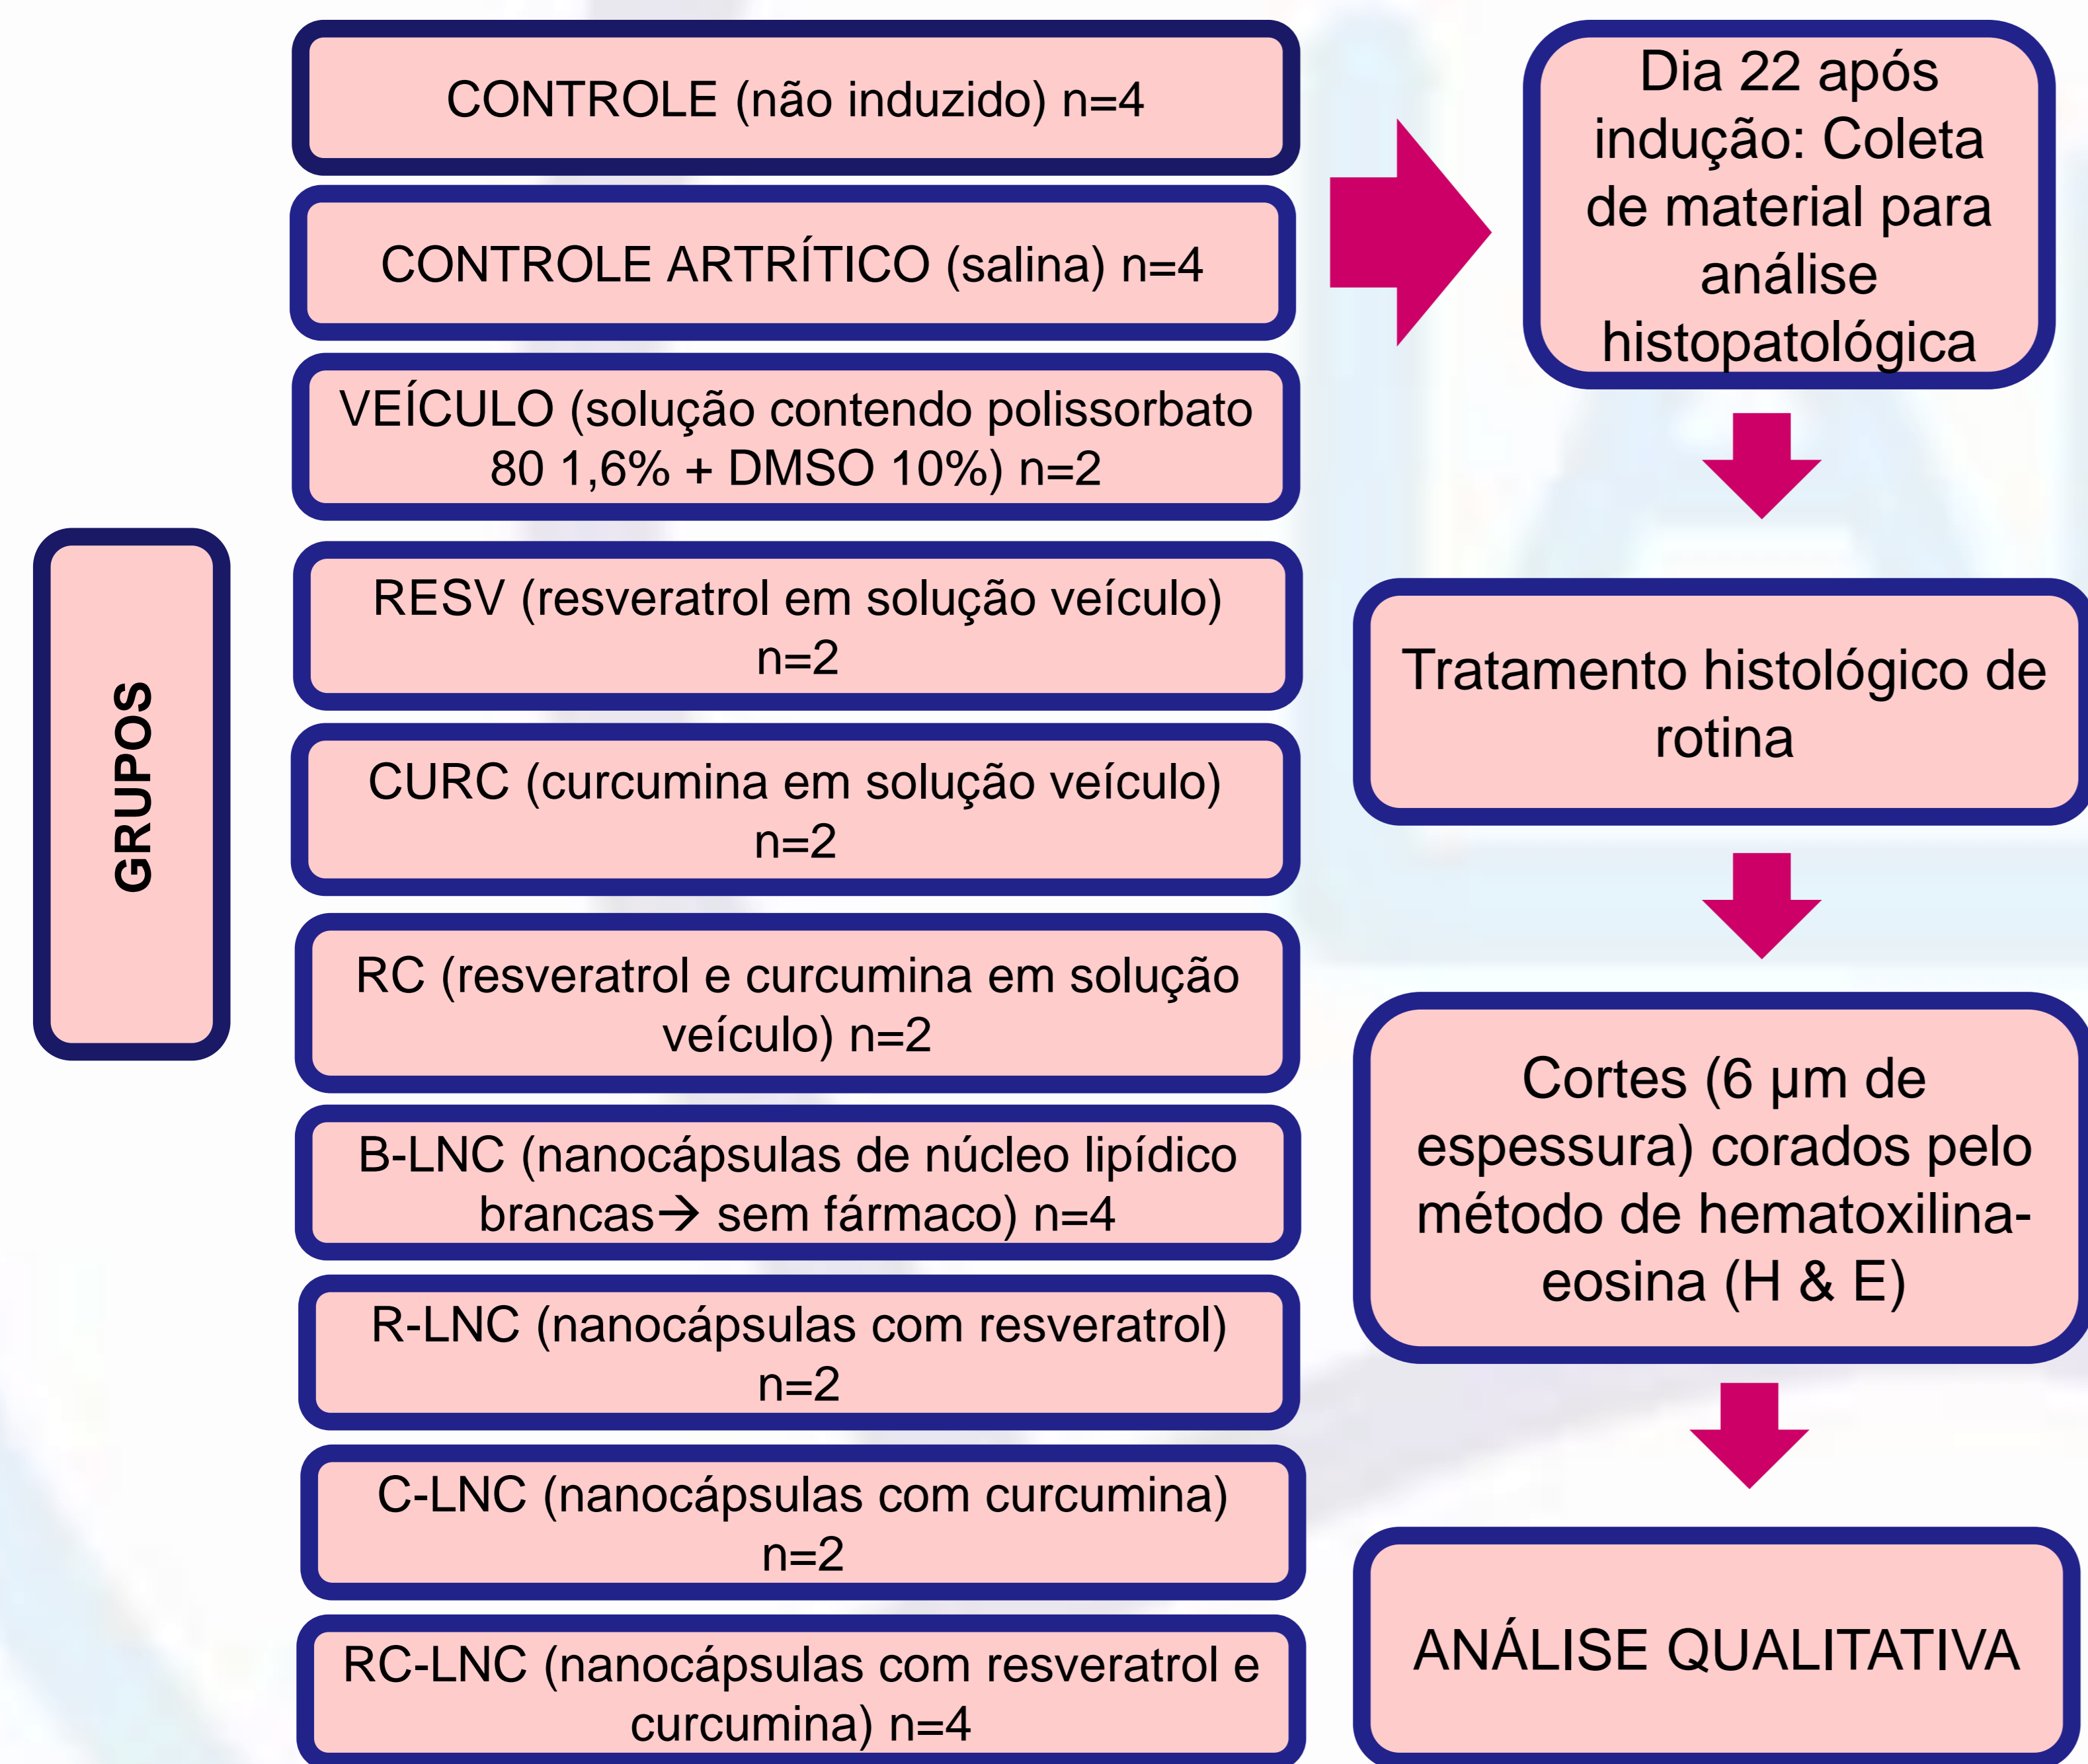 GRUPOS
CONTROLE (não induzido) n=4
CONTROLE ARTRÍTICO (salina) n=4
VEÍCULO (solução contendo polissorbato
80 1,6% + DMSO 10%) n=2
RESV (resveratrol em solução veículo)
n=2
CURC (curcumina em solução veículo)
n=2
RC (resveratrol e curcumina em solução
veículo) n=2
B-LNC (nanocápsulas de núcleo lipídico
brancas→ sem fármaco) n=4
R-LNC (nanocápsulas com resveratrol)
n=2
C-LNC (nanocápsulas com curcumina)
n=2
RC-LNC (nanocápsulas com resveratrol e
curcumina) n=4
Dia 22 após
indução: Coleta
de material para
análise
histopatológica
Tratamento histológico de
rotina
Cortes (6 µm de
espessura) corados pelo
método de hematoxilina-
eosina (H & E)
ANÁLISE QUALITATIVA